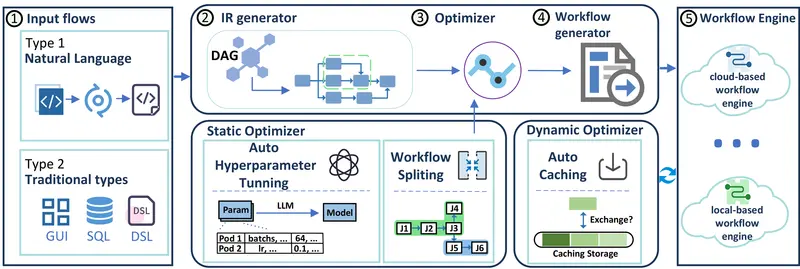 1 Input flows
Type 1
Natural Language
Type 2
Traditional types
DSL
GUI SQL DSL
2 IR generator
DAG
3 Optimizer
4 Workflow
generator
Static Optimizer
Auto
Hyperparameter
Tunning
Param
LLM
Model
Pod 1 batchs, ... 64, ...
Pod 2 lr, ... 0.1, ...
Workflow
Spliting
J4
J1 J2 J3
J5 J6
Dynamic Optimizer
Auto
Caching
Exchange?
Caching Storage
5 Workflow Engine
cloud-based
workflow
engine
local-based
workflow
engine